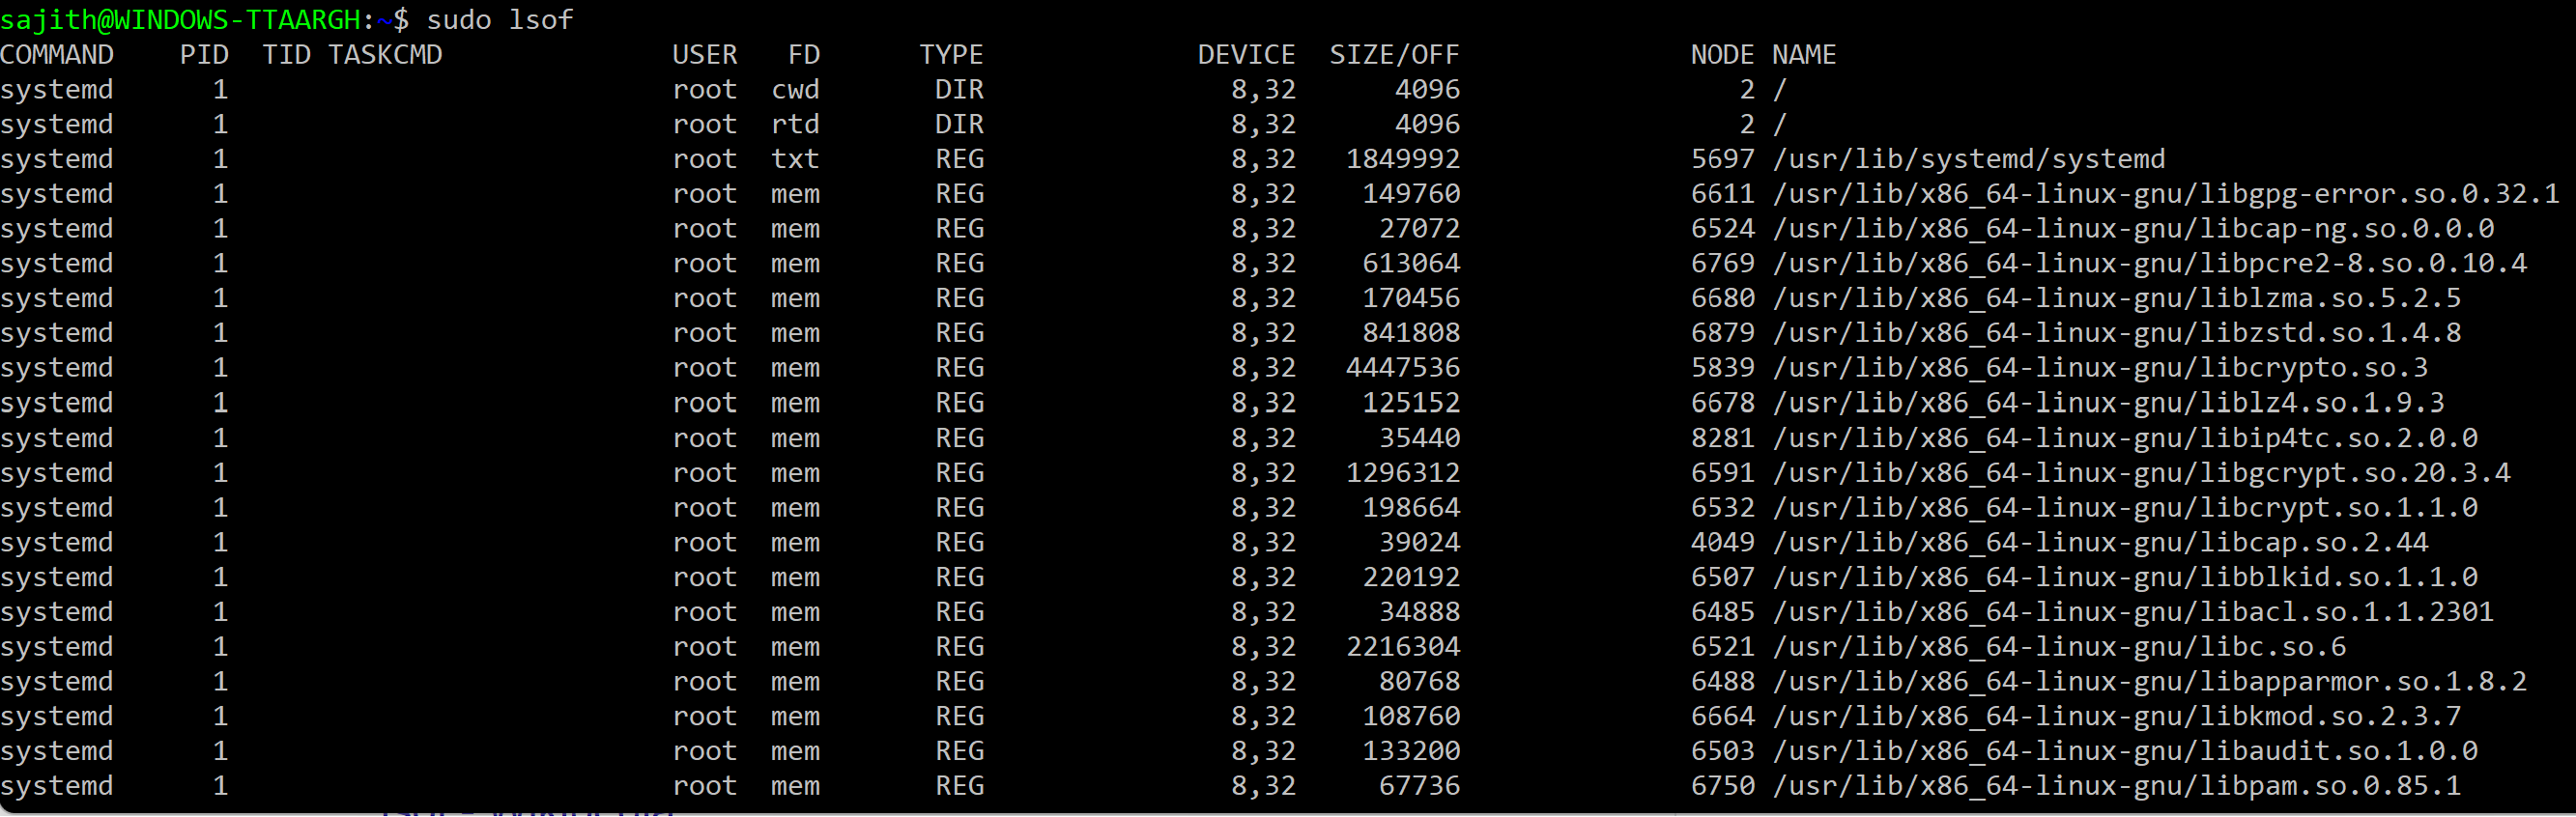 sajith@WINDOWS-TTAARGH:~$ sudo lsof
COMMAND PID TID TASKCMD USER FD TYPE DEVICE SIZE/OFF NODE NAME
systemd 1 root cwd DIR 8,32 4096 2 /
systemd 1 root rtd DIR 8,32 4096 2 /
systemd 1 root txt REG 8,32 1849992 5697 /usr/lib/systemd/systemd
systemd 1 root mem REG 8,32 149760 6611 /usr/lib/x86_64-linux-gnu/libgpg-error.so.0.32.1
systemd 1 root mem REG 8,32 27072 6524 /usr/lib/x86_64-linux-gnu/libcap-ng.so.0.0.0
systemd 1 root mem REG 8,32 613064 6769 /usr/lib/x86_64-linux-gnu/libpcre2-8.so.0.10.4
systemd 1 root mem REG 8,32 170456 6680 /usr/lib/x86_64-linux-gnu/liblzma.so.5.2.5
systemd 1 root mem REG 8,32 841808 6879 /usr/lib/x86_64-linux-gnu/libzstd.so.1.4.8
systemd 1 root mem REG 8,32 4447536 5839 /usr/lib/x86_64-linux-gnu/libcrypto.so.3
systemd 1 root mem REG 8,32 125152 6678 /usr/lib/x86_64-linux-gnu/liblz4.so.1.9.3
systemd 1 root mem REG 8,32 35440 8281 /usr/lib/x86_64-linux-gnu/libip4tc.so.2.0.0
systemd 1 root mem REG 8,32 1296312 6591 /usr/lib/x86_64-linux-gnu/libgcrypt.so.20.3.4
systemd 1 root mem REG 8,32 198664 6532 /usr/lib/x86_64-linux-gnu/libcrypt.so.1.1.0
systemd 1 root mem REG 8,32 39024 4049 /usr/lib/x86_64-linux-gnu/libcap.so.2.44
systemd 1 root mem REG 8,32 220192 6507 /usr/lib/x86_64-linux-gnu/libblkid.so.1.1.0
systemd 1 root mem REG 8,32 34888 6485 /usr/lib/x86_64-linux-gnu/libacl.so.1.1.2301
systemd 1 root mem REG 8,32 2216304 6521 /usr/lib/x86_64-linux-gnu/libc.so.6
systemd 1 root mem REG 8,32 80768 6488 /usr/lib/x86_64-linux-gnu/libapparmor.so.1.8.2
systemd 1 root mem REG 8,32 108760 6664 /usr/lib/x86_64-linux-gnu/libkmod.so.2.3.7
systemd 1 root mem REG 8,32 133200 6503 /usr/lib/x86_64-linux-gnu/libaudit.so.1.0.0
systemd 1 root mem REG 8,32 67736 6750 /usr/lib/x86_64-linux-gnu/libpam.so.0.85.1